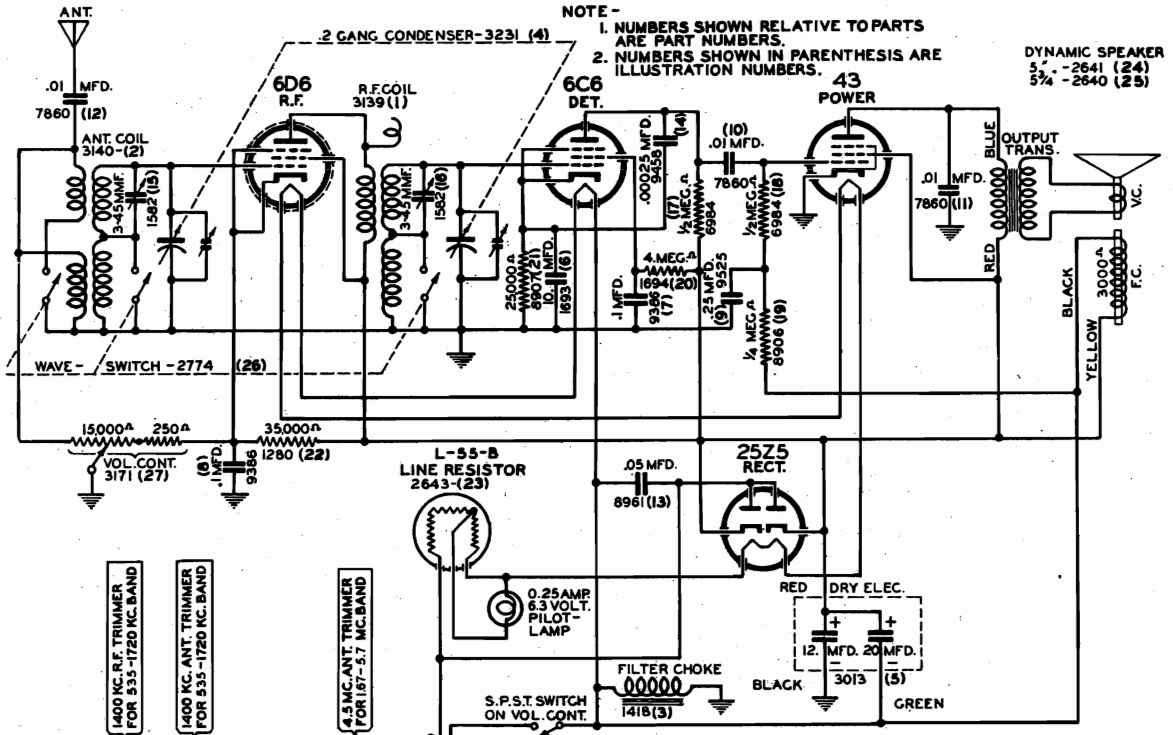 ANT.
NOTE-
1. NUMBERS SHOWN RELATIVE TO PARTS
ARE PART NUMBERS.
2. NUMBERS SHOWN IN PARENTHESIS ARE
ILLUSTRATION NUMBERS.
DYNAMIC SPEAKER
5" -2641 (24)
5¾" -2640 (25)
2 GANG CONDENSER-3231 (4)
.01 MFD.
7860 (12)
6D6
R.F.
R.F. COIL
3139 (1)
6C6
DET.
43
POWER
ANT. COIL
3140-(2)
3-45 MMF.
1582 (15)
3-45 MMF.
1582 (16)
.00025 MFD.
9458 (14)
(10)
.01 MFD.
7860
(17)
½ MEG.Ω
6984
½ MEG.Ω
6984 (18)
.01
MFD.
7860 (11)
BLUE
RED
OUTPUT
TRANS.
V.C.
BLACK
3000Ω
F.C.
YELLOW
25000Ω
8907 (21)
10. MFD.
1693 (6)
.1 MFD.
9386
(7)
4. MEG.Ω
1694 (20)
.25 MFD.
9525
(9)
¼ MEG.Ω
8906 (19)
WAVE- SWITCH-2774 (26)
15,000Ω 250Ω
VOL. CONT.
3171 (27)
(8)
.1 MFD.
9386
35,000Ω
1280 (22)
L-55-B
LINE RESISTOR
2643-(23)
.05 MFD.
8961 (13)
25Z5
RECT.
0.25 AMP.
6.3 VOLT.
PILOT-
LAMP
RED DRY ELEC.
+ +
12. MFD. 20 MFD.
- -
3013 (5)
BLACK
GREEN
FILTER CHOKE
1418 (3)
S.P.S.T. SWITCH
ON VOL. CONT.
1400 KC. R.F. TRIMMER
FOR 535-1720 KC. BAND
1400 KC. ANT. TRIMMER
FOR 535-1720 KC. BAND
4.5 MC. ANT. TRIMMER
FOR 1.67-5.7 MC. BAND